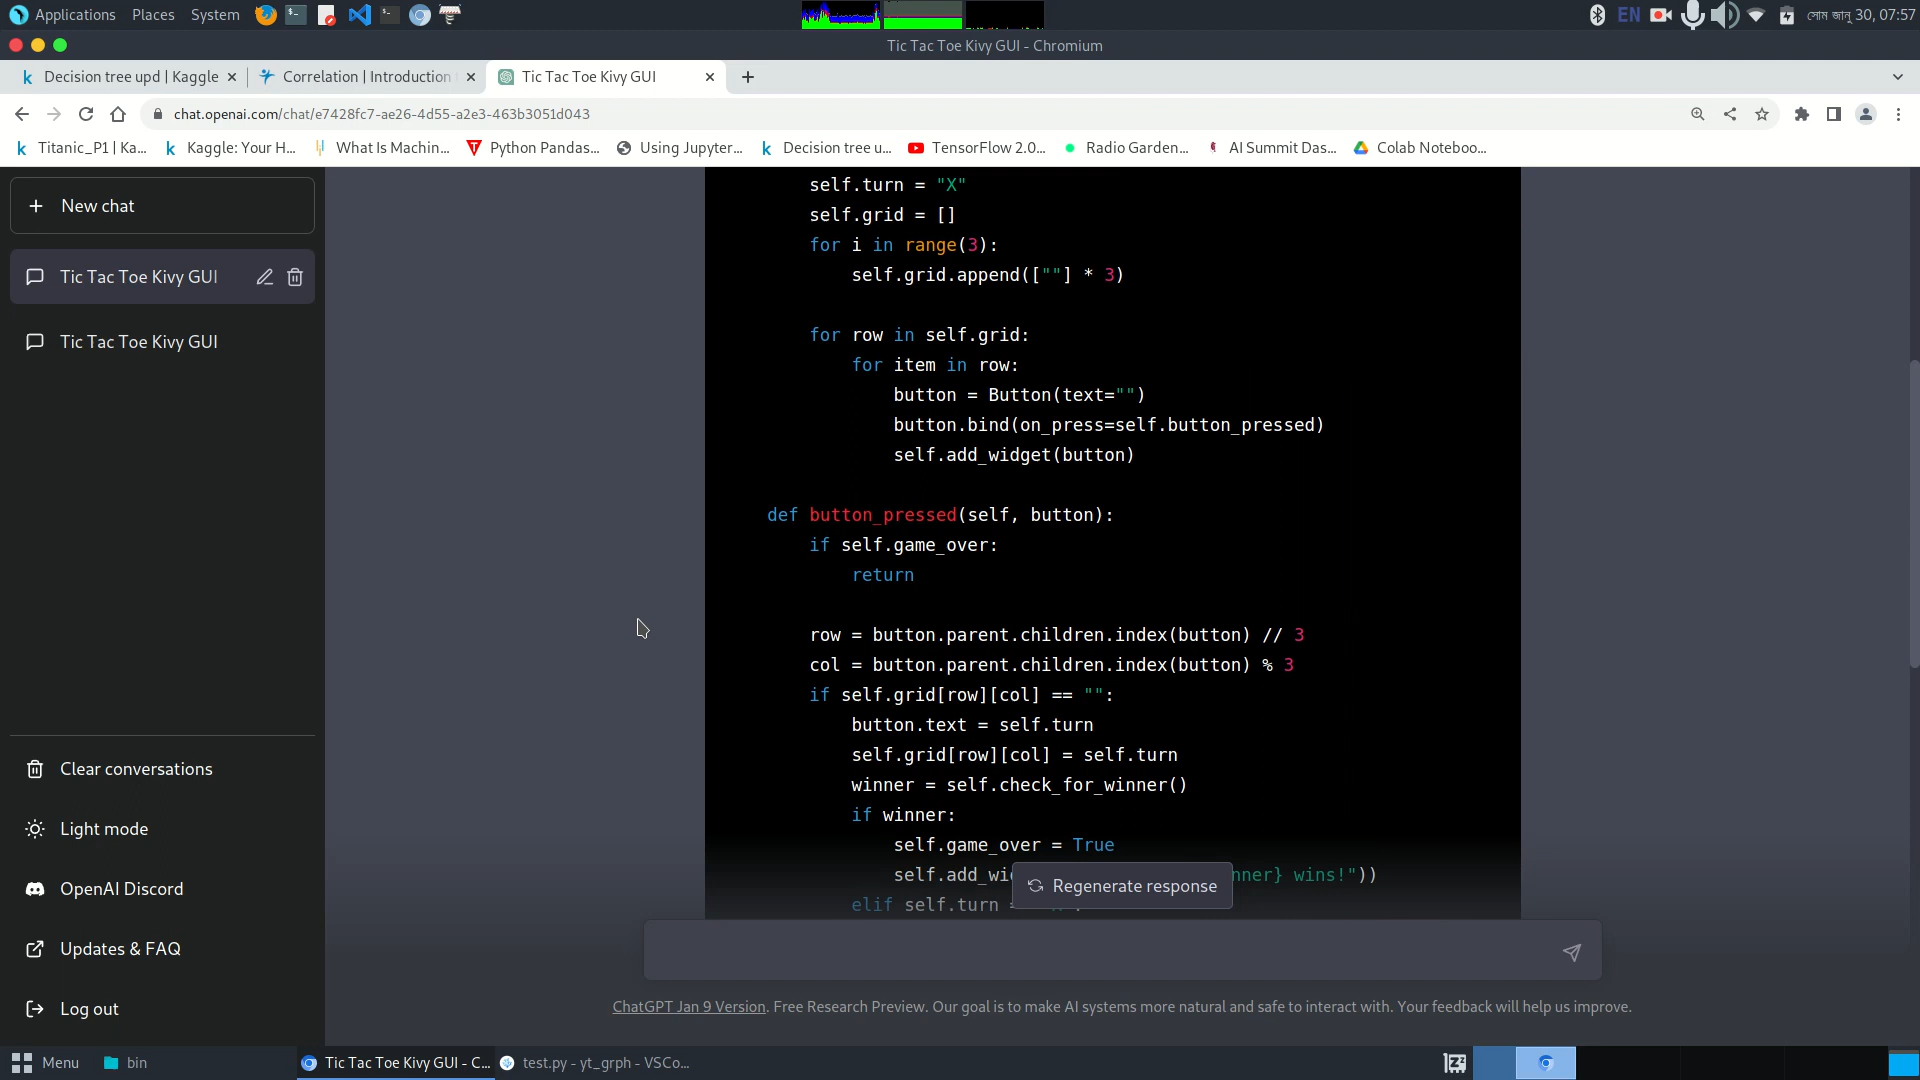 Applications Places System EN সোম জানু 30, 07:57
Tic Tac Toe Kivy GUI - Chromium
Decision tree upd | Kaggle Correlation | Introduction Tic Tac Toe Kivy GUI
chat.openai.com/chat/e7428fc7-ae26-4d55-a2e3-463b3051d043
Titanic_P1 | Ka... Kaggle: Your H... What Is Machin... Python Pandas... Using Jupyter... Decision tree u... TensorFlow 2.0... Radio Garden... AI Summit Das... Colab Noteboo...
New chat
Tic Tac Toe Kivy GUI
Tic Tac Toe Kivy GUI
self.turn = "X"
self.grid = []
for i in range(3):
self.grid.append([""] * 3)
for row in self.grid:
for item in row:
button = Button(text="")
button.bind(on_press=self.button_pressed)
self.add_widget(button)
def button_pressed(self, button):
if self.game_over:
return
row = button.parent.children.index(button) // 3
col = button.parent.children.index(button) % 3
if self.grid[row][col] == "":
button.text = self.turn
self.grid[row][col] = self.turn
winner = self.check_for_winner()
if winner:
self.game_over = True
self.add_wi nner} wins!"))
elif self.turn
Regenerate response
Clear conversations
Light mode
OpenAI Discord
Updates & FAQ
Log out
ChatGPT Jan 9 Version. Free Research Preview. Our goal is to make AI systems more natural and safe to interact with. Your feedback will help us improve.
Menu bin Tic Tac Toe Kivy GUI - C... test.py - yt_grph - VSCo...